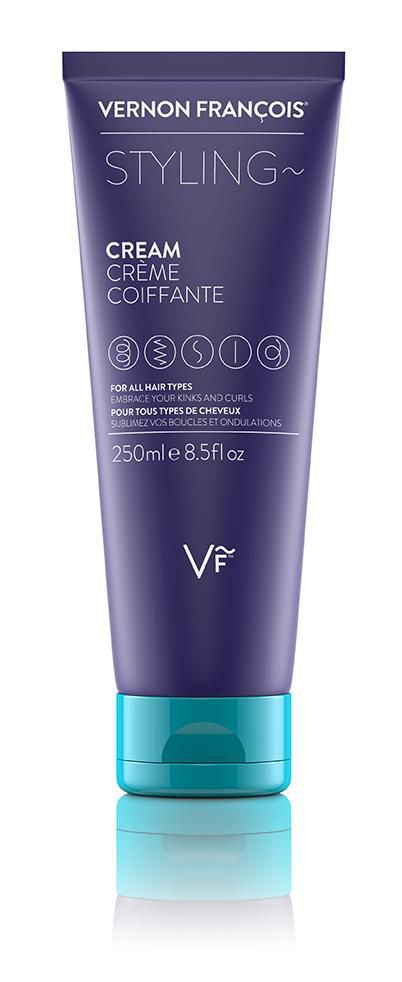 VERNON FRANÇOIS®
STYLING~
CREAM
CRÈME
COIFFANTE
FOR ALL HAIR TYPES
EMBRACE YOUR KINKS AND CURLS
POUR TOUS TYPES DE CHEVEUX
SUBLIMEZ VOS BOUCLES ET ONDULATIONS
250ml e 8.5fl oz
VF